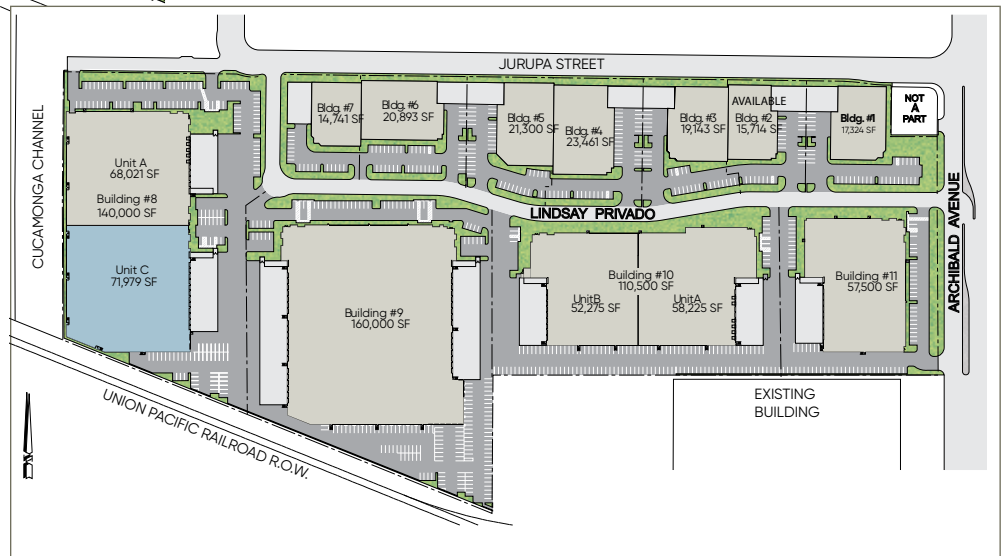 JURUPA STREET
CUCAMONGA CHANNEL
Bldg. #7
14,741 SF
Bldg. #6
20,893 SF
Bldg. #5
21,300 SF
Bldg. #4
23,461 SF
Bldg. #3
19,143 SF
AVAILABLE
Bldg. #2
15,714 SF
Bldg. #1
17,324 SF
NOT
A
PART
Unit A
68,021 SF
Building #8
140,000 SF
Unit C
71,979 SF
LINDSAY PRIVADO
ARCHIBALD AVENUE
Building #9
160,000 SF
Building #10
110,500 SF
UnitB
52,275 SF
UnitA
58,225 SF
Building #11
57,500 SF
EXISTING
BUILDING
UNION PACIFIC RAILROAD R.O.W.